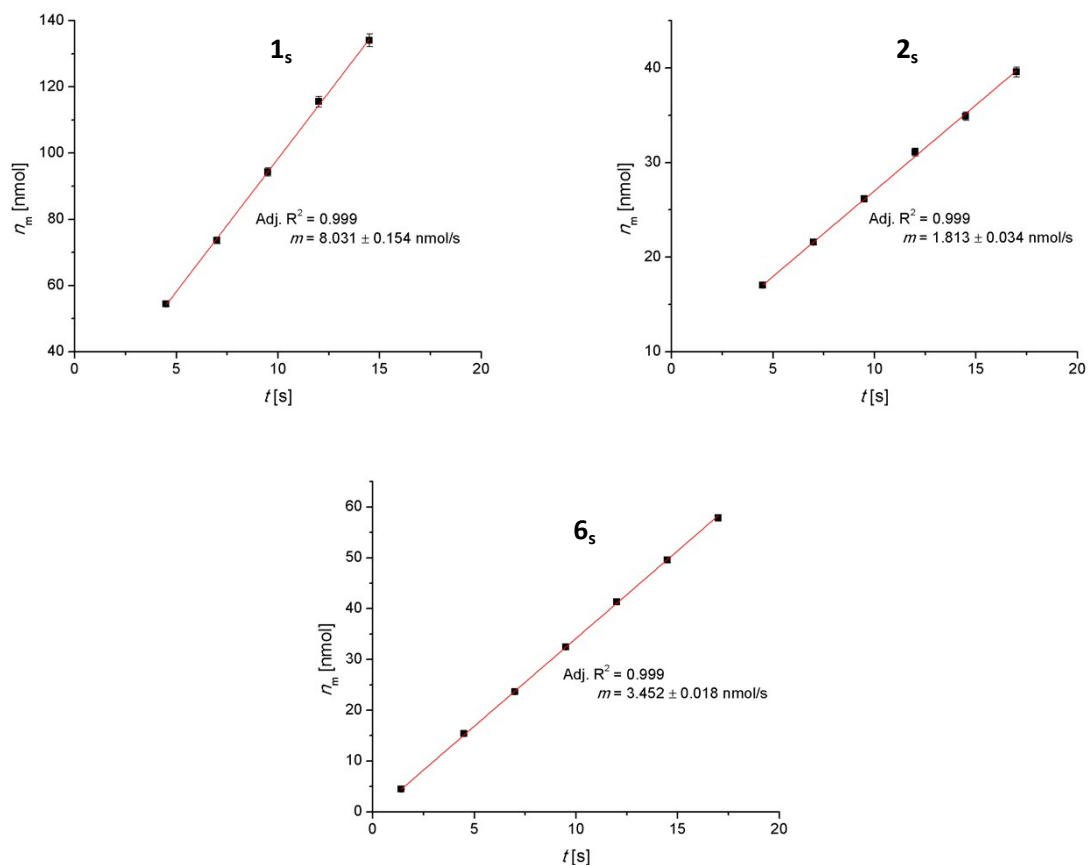 1s
140
120
100
80
60
40
nm [nmol]
Adj. R2 = 0.999
m = 8.031 ± 0.154 nmol/s
0 5 10 15 20
t [s]
2s
40
30
20
10
nm [nmol]
Adj. R2 = 0.999
m = 1.813 ± 0.034 nmol/s
0 5 10 15 20
t [s]
6s
60
50
40
30
20
10
0
nm [nmol]
Adj. R2 = 0.999
m = 3.452 ± 0.018 nmol/s
0 5 10 15 20
t [s]